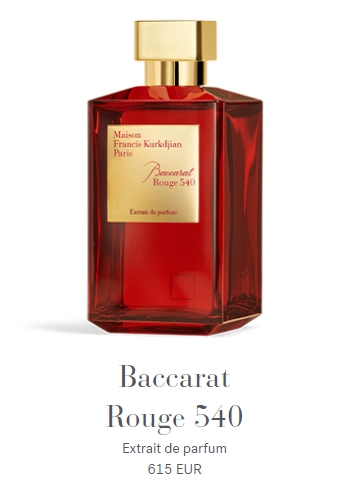 Maison
Francis Kurkdjian
Paris
Baccarat
Rouge 540
Extrait de parfum
Baccarat
Rouge 540
Extrait de parfum
615 EUR